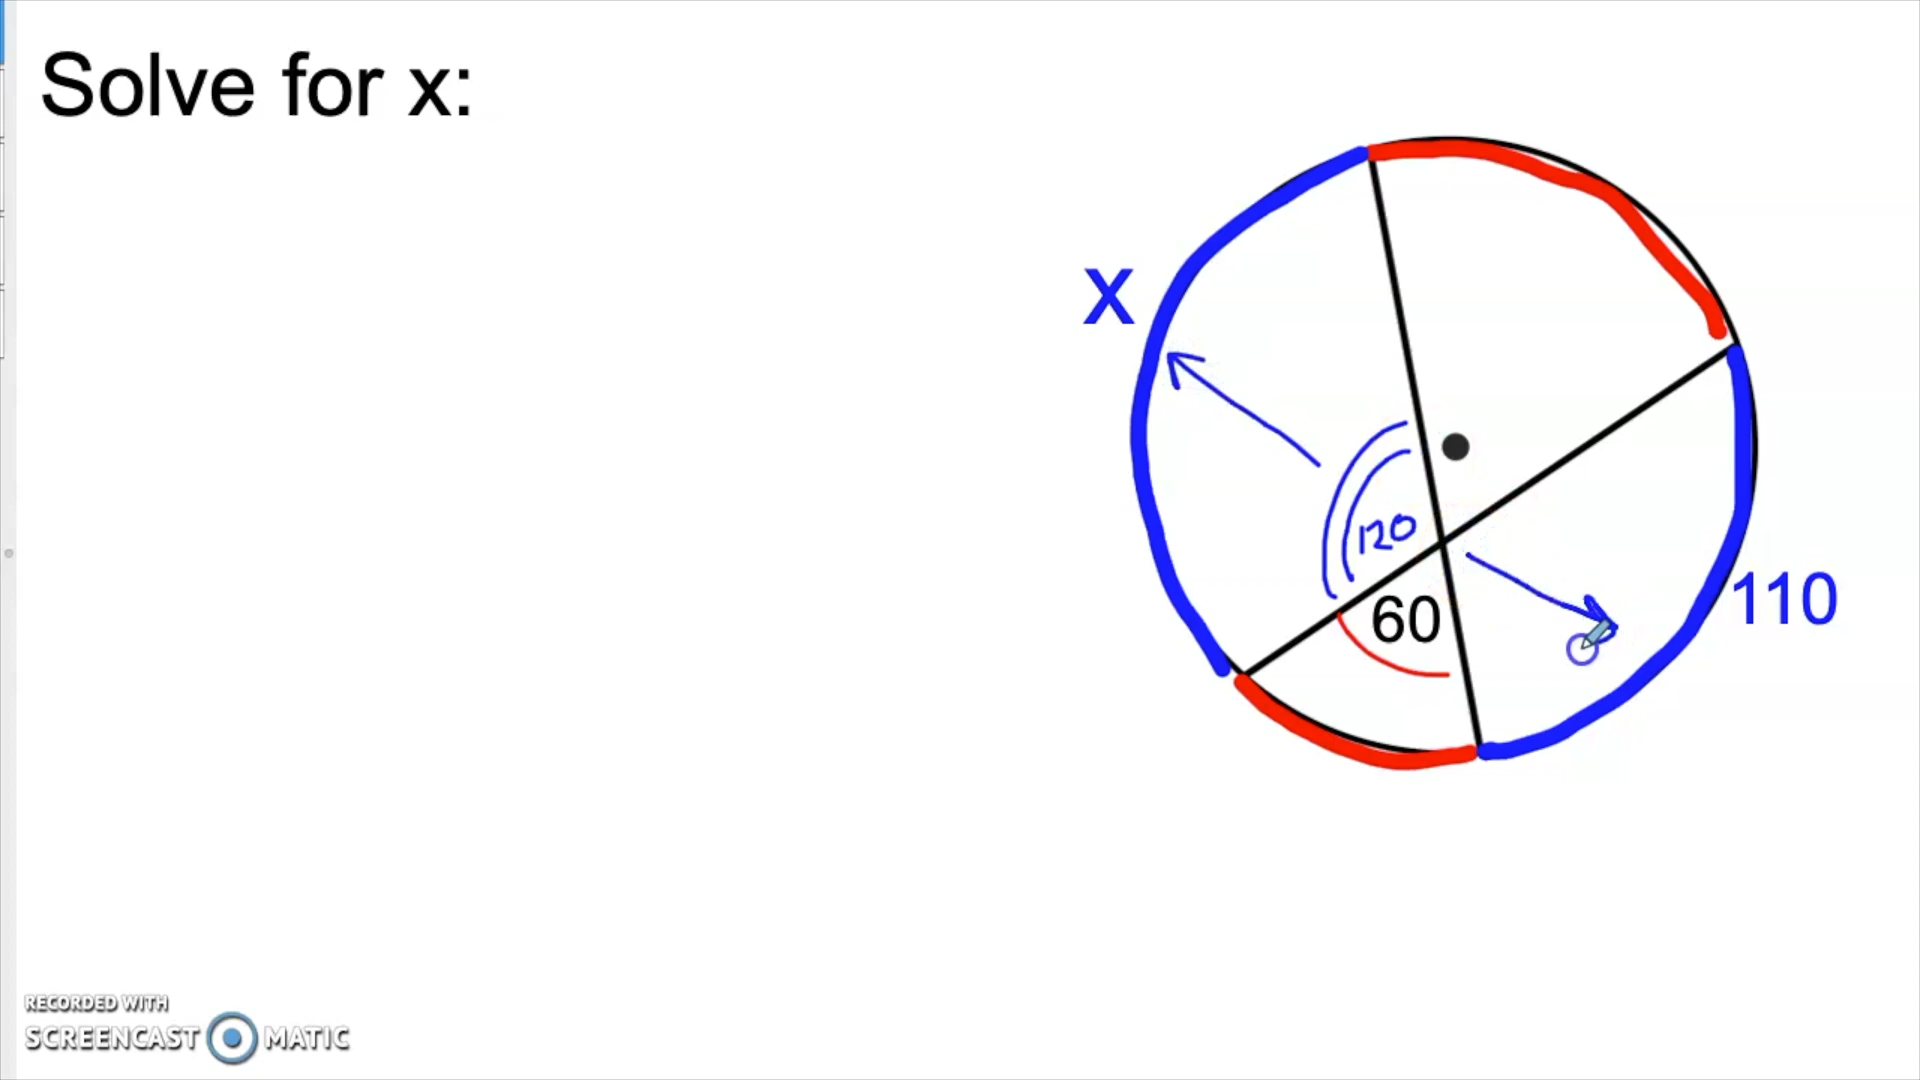 Solve for x:
x
120
60
110
RECORDED WITH
SCREENCAST MATIC